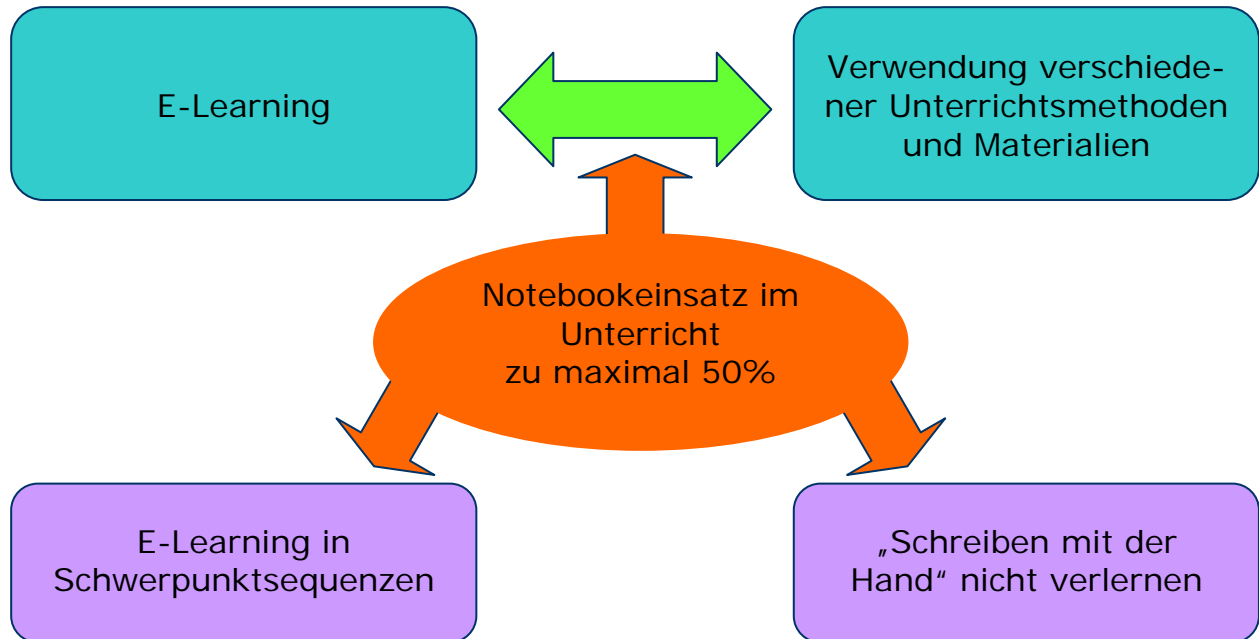 E-Learning
Verwendung verschiede-
ner Unterrichtsmethoden
und Materialien
Notebookeinsatz im
Unterricht
zu maximal 50%
E-Learning in
Schwerpunktsequenzen
„Schreiben mit der
Hand“ nicht verlernen